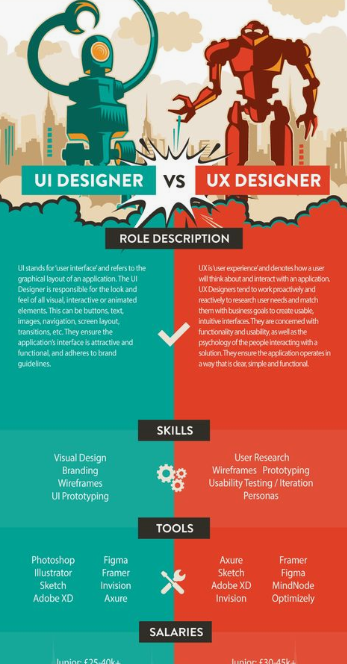 UI DESIGNER
VS
UX DESIGNER
ROLE DESCRIPTION
UI stands for 'user interface' and refers to the
graphical layout of an application. The UI
Designer is responsible for the look and
feel of all visual, interactive or animated
elements. This can be buttons, text,
images, navigation, screen layout,
transitions, etc. They ensure the
application's interface is attractive and
functional, and adheres to brand
guidelines.
UX is 'user experience' and denotes how a user
will think about and interact with an application.
UX Designers tend to work proactively and
reactively to research user needs and match
them with business goals to create usable,
intuitive interfaces. They are concerned with
functionality and usability, as well as the
psychology of the people interacting with a
solution. They ensure the application operates in
a way that is clear, simple and functional.
SKILLS
Visual Design
Branding
Wireframes
UI Prototyping
User Research
Wireframes Prototyping
Usability Testing / Iteration
Personas
TOOLS
Photoshop Figma
Illustrator Framer
Sketch Invision
Adobe XD Axure
Axure Framer
Sketch Figma
Adobe XD MindNode
Invision Optimizely
SALARIES
Junior: £25-40k+
Junior: £30-45k+